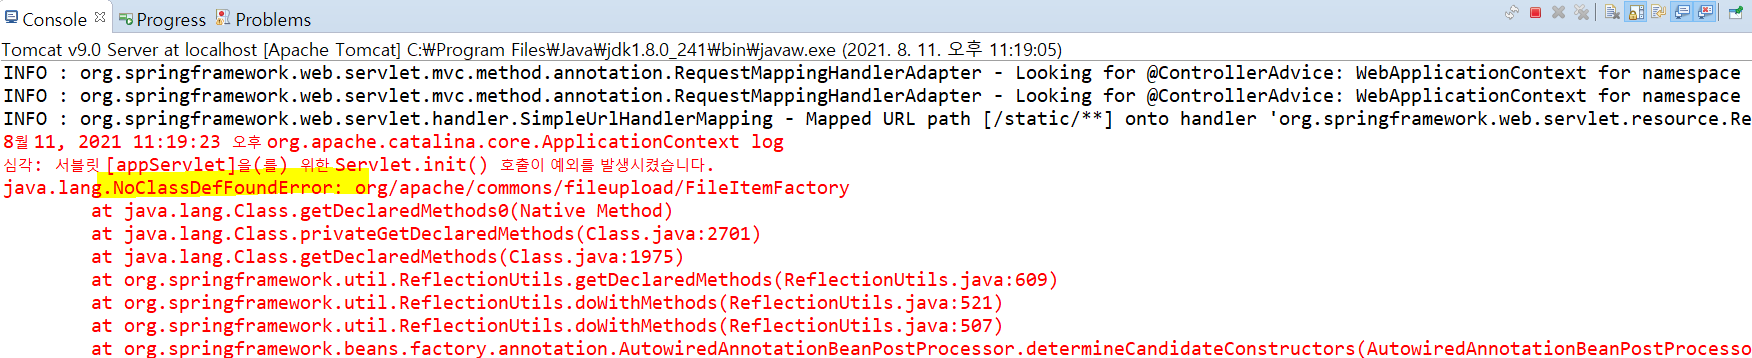 Console Progress Problems
Tomcat v9.0 Server at localhost [Apache Tomcat] C:₩Program Files₩Java₩jdk1.8.0_241₩bin₩javaw.exe (2021. 8. 11. 오후 11:19:05)
INFO : org.springframework.web.servlet.mvc.method.annotation.RequestMappingHandlerAdapter - Looking for @ControllerAdvice: WebApplicationContext for namespace
INFO : org.springframework.web.servlet.mvc.method.annotation.RequestMappingHandlerAdapter - Looking for @ControllerAdvice: WebApplicationContext for namespace
INFO : org.springframework.web.servlet.handler.SimpleUrlHandlerMapping - Mapped URL path [/static/**] onto handler 'org.springframework.web.servlet.resource.Re
8월 11, 2021 11:19:23 오후 org.apache.catalina.core.ApplicationContext log
심각: 서블릿 [appServlet]을(를) 위한 Servlet.init() 호출이 예외를 발생시켰습니다.
java.lang.NoClassDefFoundError: org/apache/commons/fileupload/FileItemFactory
at java.lang.Class.getDeclaredMethods0(Native Method)
at java.lang.Class.privateGetDeclaredMethods(Class.java:2701)
at java.lang.Class.getDeclaredMethods(Class.java:1975)
at org.springframework.util.ReflectionUtils.getDeclaredMethods(ReflectionUtils.java:609)
at org.springframework.util.ReflectionUtils.doWithMethods(ReflectionUtils.java:521)
at org.springframework.util.ReflectionUtils.doWithMethods(ReflectionUtils.java:507)
at org.springframework.beans.factory.annotation.AutowiredAnnotationBeanPostProcessor.determineCandidateConstructors(AutowiredAnnotationBeanPostProcesso